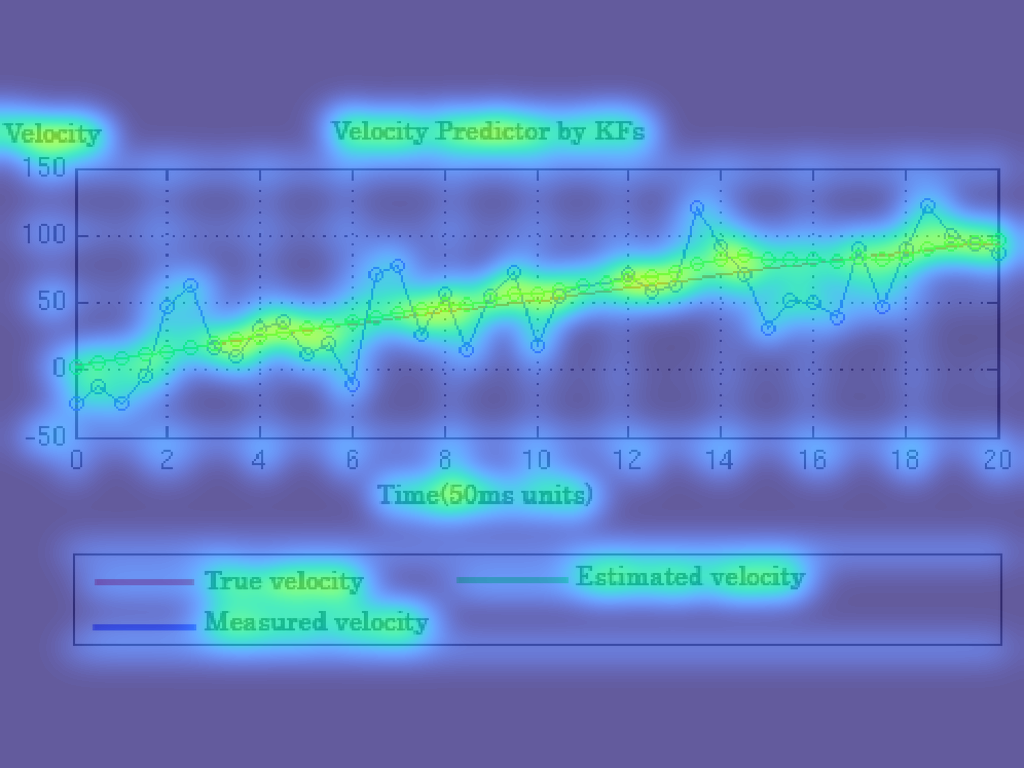 Velocity
Velocity Predictor by KFs
150
100
50
0
-50
0 2 4 6 8 10 12 14 16 18 20
Time(50ms units)
True velocity
Estimated velocity
Measured velocity